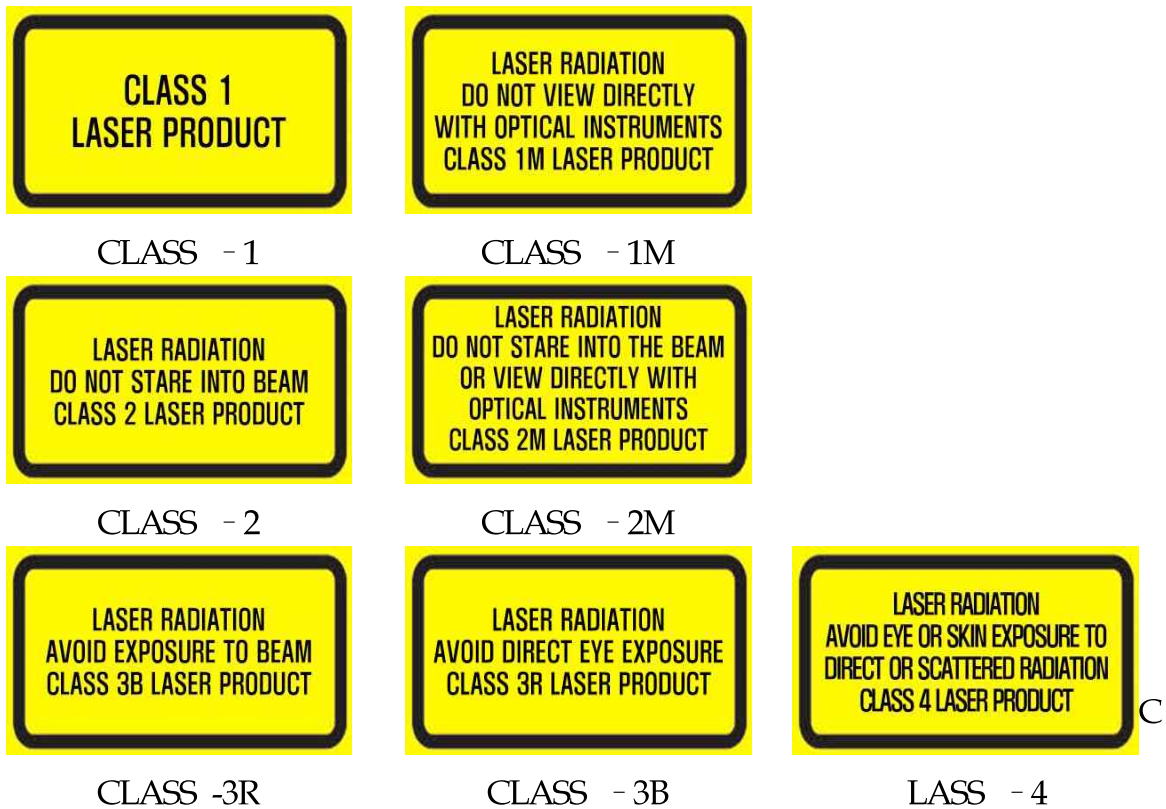 CLASS 1
LASER PRODUCT
LASER RADIATION
DO NOT VIEW DIRECTLY
WITH OPTICAL INSTRUMENTS
CLASS 1M LASER PRODUCT
CLASS - 1
CLASS - 1M
LASER RADIATION
DO NOT STARE INTO BEAM
CLASS 2 LASER PRODUCT
LASER RADIATION
DO NOT STARE INTO THE BEAM
OR VIEW DIRECTLY WITH
OPTICAL INSTRUMENTS
CLASS 2M LASER PRODUCT
CLASS - 2
CLASS - 2M
LASER RADIATION
AVOID EXPOSURE TO BEAM
CLASS 3B LASER PRODUCT
LASER RADIATION
AVOID DIRECT EYE EXPOSURE
CLASS 3R LASER PRODUCT
LASER RADIATION
AVOID EYE OR SKIN EXPOSURE TO
DIRECT OR SCATTERED RADIATION
CLASS 4 LASER PRODUCT
C
CLASS -3R
CLASS - 3B
LASS - 4